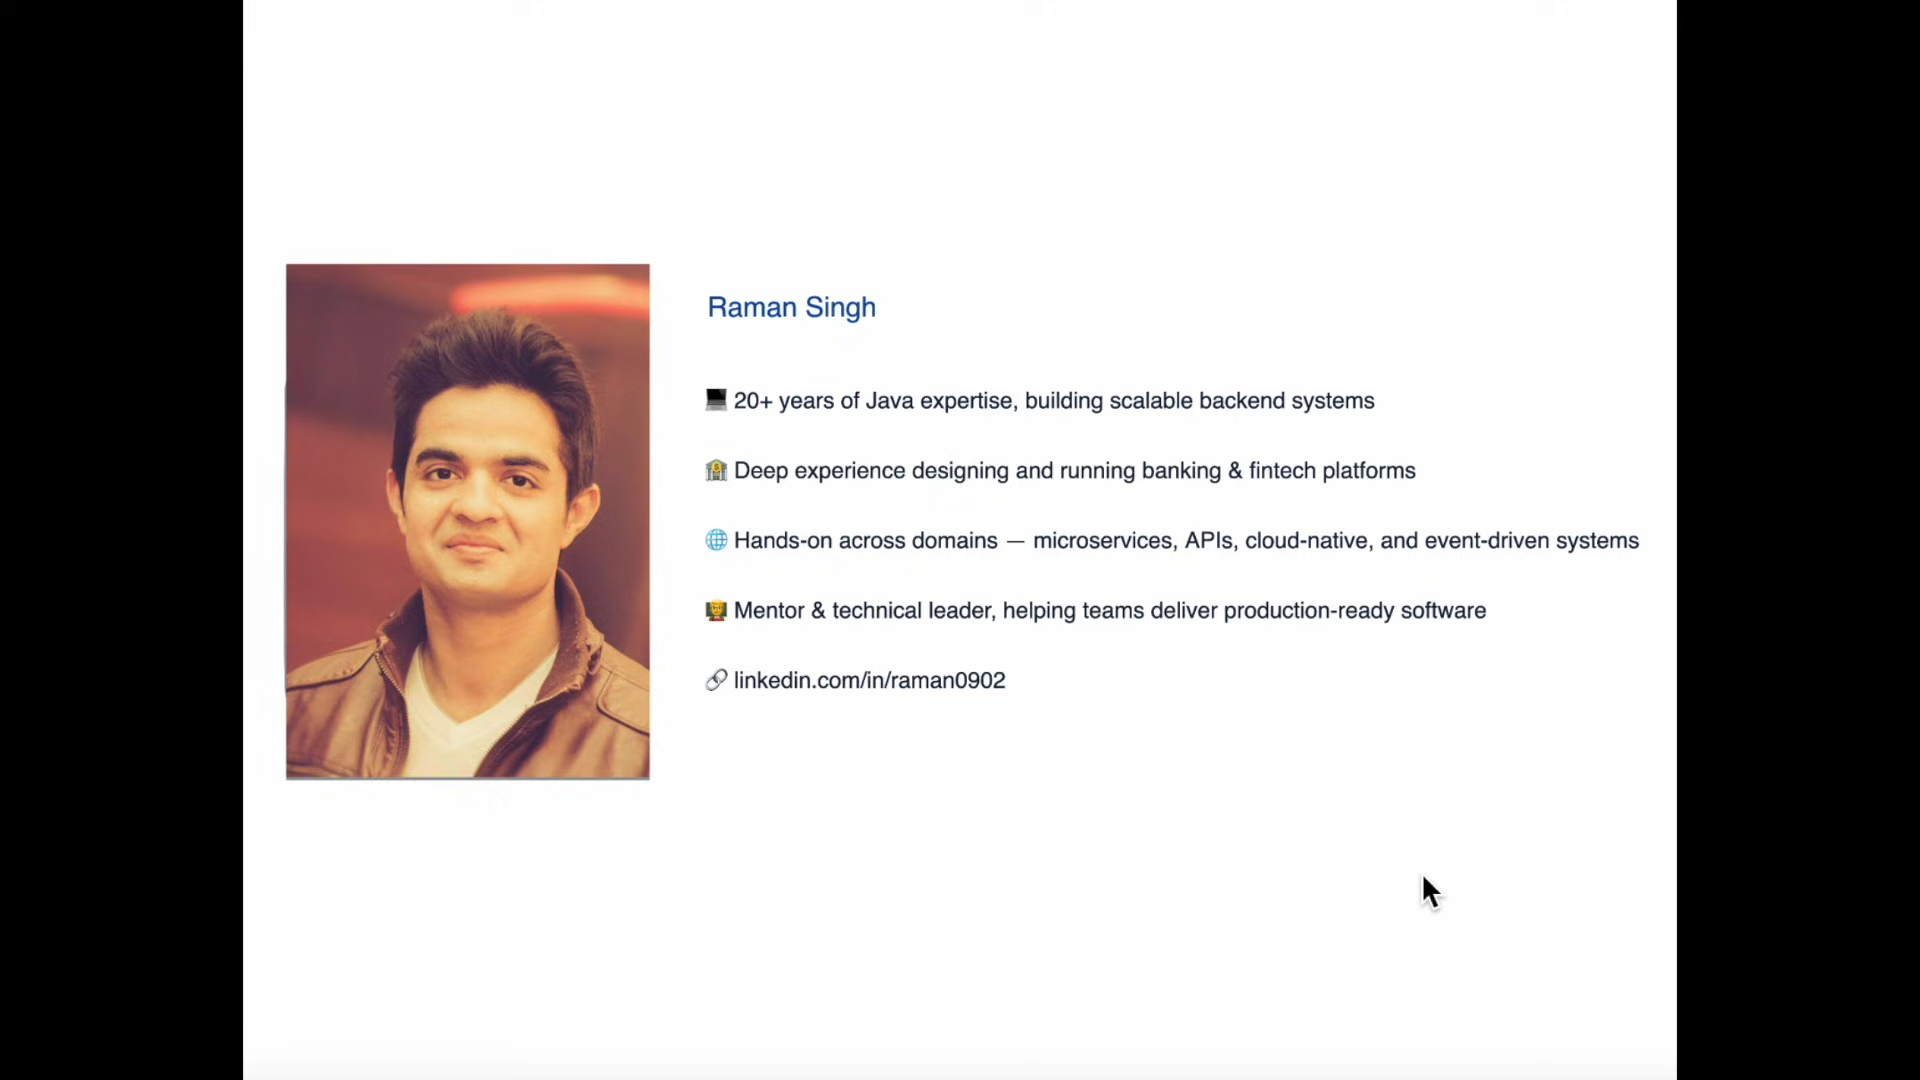 Raman Singh
💻 20+ years of Java expertise, building scalable backend systems
🏦 Deep experience designing and running banking & fintech platforms
🌐 Hands-on across domains — microservices, APIs, cloud-native, and event-driven systems
👨‍🏫 Mentor & technical leader, helping teams deliver production-ready software
🔗 linkedin.com/in/raman0902